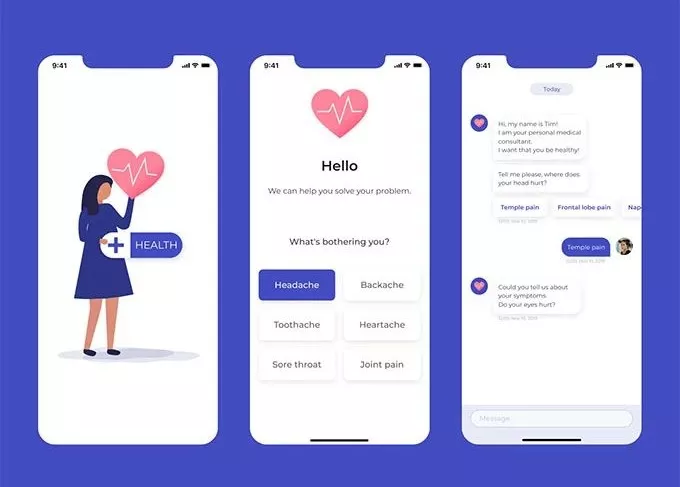 9:41
HEALTH
9:41
Hello
We can help you solve your problem.
What's bothering you?
Headache
Backache
Toothache
Heartache
Sore throat
Joint pain
9:41
Today
Hi, my name is Tim!
I am your personal medical
consultant.
I want that you be healthy!
Tell me please, where does
your head hurt?
Temple pain
Frontal lobe pain
Nap
Temple pain
Could you tell us about
your symptoms.
Do your eyes hurt?
Message